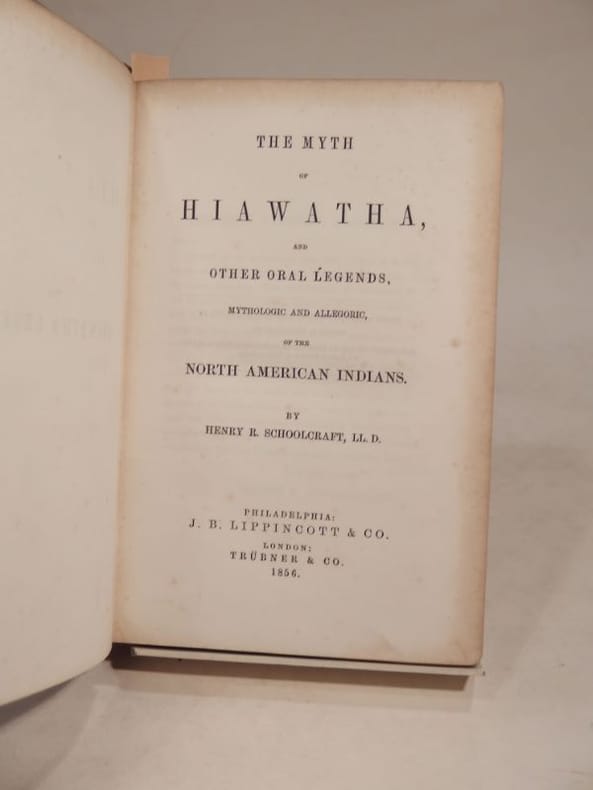 THE MYTH
OF
HIAWATHA,
AND
OTHER ORAL LEGENDS,
MYTHOLOGIC AND ALLEGORIC,
OF THE
NORTH AMERICAN INDIANS.
BY
HENRY R. SCHOOLCRAFT, LL. D.
PHILADELPHIA:
J. B. LIPPINCOTT & CO.
LONDON:
TRÜBNER & CO.
1856.